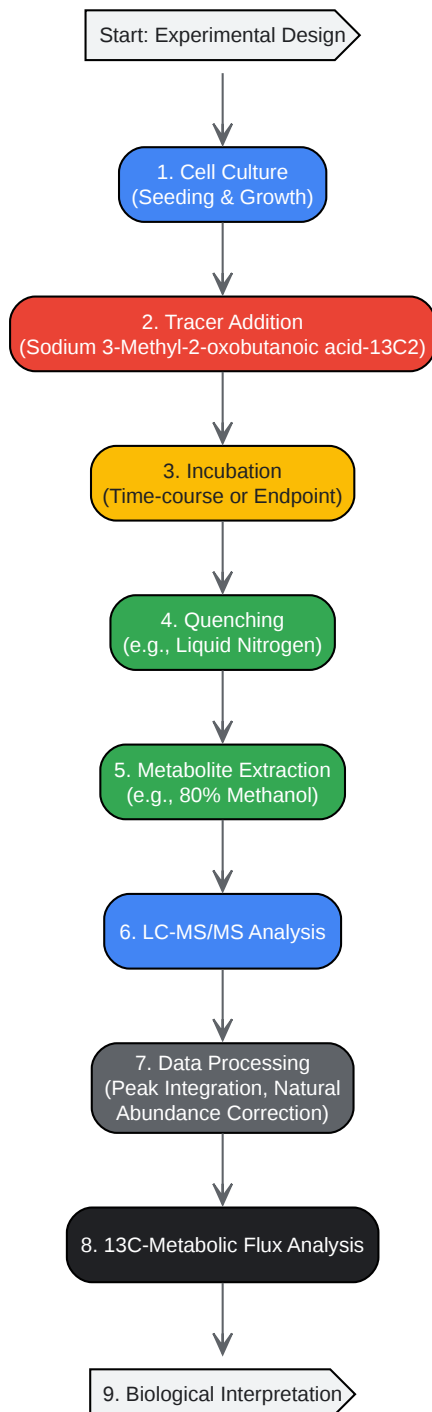 Start: Experimental Design
1. Cell Culture
(Seeding & Growth)
2. Tracer Addition
(Sodium 3-Methyl-2-oxobutanoic acid-13C2)
3. Incubation
(Time-course or Endpoint)
4. Quenching
(e.g., Liquid Nitrogen)
5. Metabolite Extraction
(e.g., 80% Methanol)
6. LC-MS/MS Analysis
7. Data Processing
(Peak Integration, Natural
Abundance Correction)
8. 13C-Metabolic Flux Analysis
9. Biological Interpretation